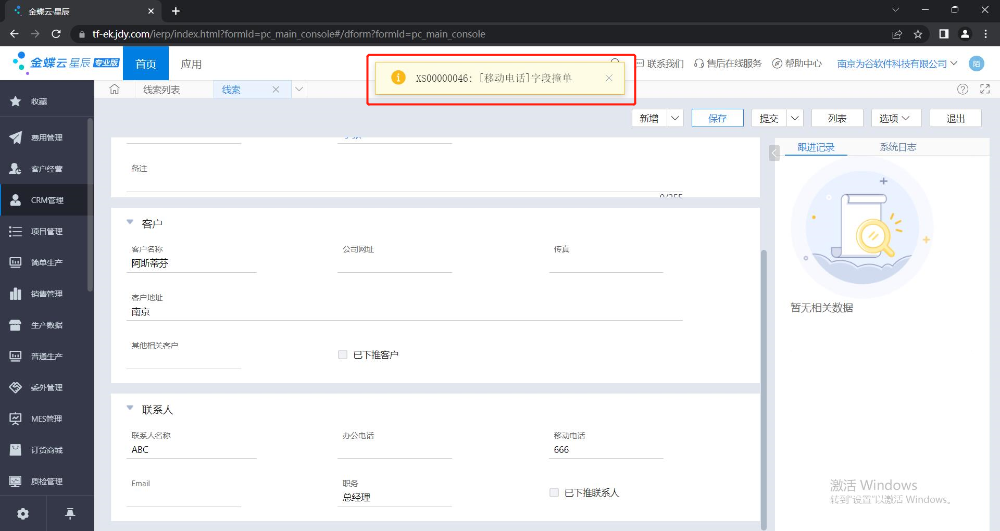 金蝶云·星辰
tf-ek.jdy.com/ierp/index.html?formId=pc_main_console#/dform?formId=pc_main_console
金蝶云 星辰 专业版
首页
应用
XS00000046: [移动电话]字段撞单
联系我们
售后在线服务
帮助中心
南京为谷软件科技有限公司
陌
收藏
线索列表
线索
新增
保存
提交
列表
选项
退出
费用管理
客户经营
CRM管理
项目管理
简单生产
销售管理
生产数据
普通生产
委外管理
MES管理
订货商城
质检管理
备注
0/255
客户
客户名称
阿斯蒂芬
公司网址
传真
客户地址
南京
其他相关客户
已下推客户
联系人
联系人名称
ABC
办公电话
移动电话
666
Email
职务
总经理
已下推联系人
跟进记录
系统日志
暂无相关数据
激活 Windows
转到"设置"以激活 Windows。